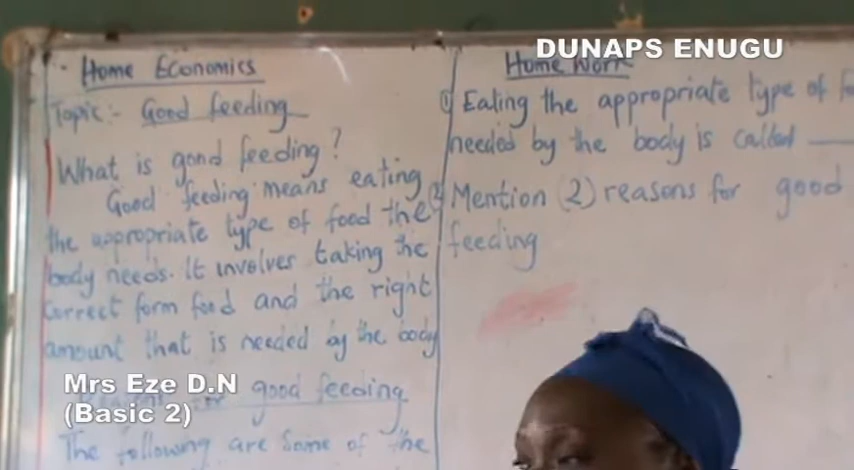 DUNAPS ENUGU
Home Economics
Topic:- Good feeding
What is good feeding?
Good feeding means eating
the appropriate type of food the
body needs. It involves taking the
correct form food and the right
amount that is needed by the body
good feeding
The following are some of the
Home Work
① Eating the appropriate type of
needed by the body is called
② Mention (2) reasons for good
feeding
Mrs Eze D.N
(Basic 2)